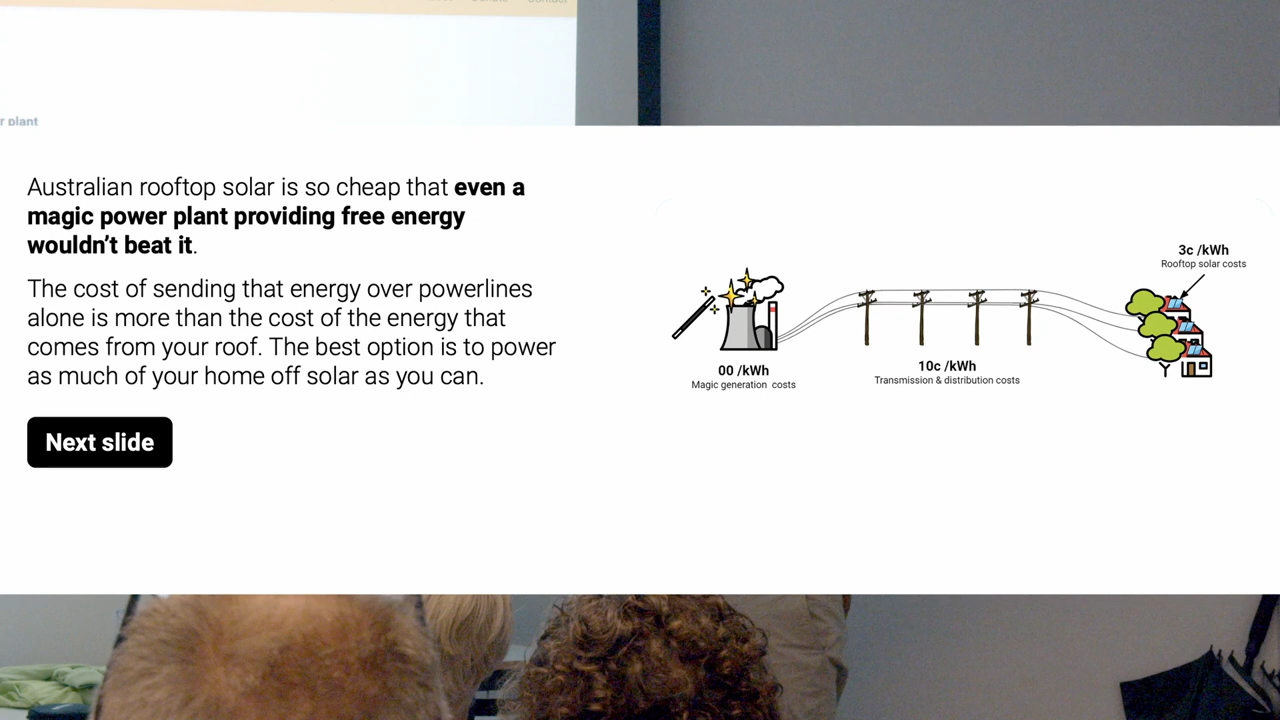 r plant
Australian rooftop solar is so cheap that even a
magic power plant providing free energy
wouldn’t beat it.
The cost of sending that energy over powerlines
alone is more than the cost of the energy that
comes from your roof. The best option is to power
as much of your home off solar as you can.
Next slide
3c /kWh
Rooftop solar costs
00 /kWh
Magic generation costs
10c /kWh
Transmission & distribution costs